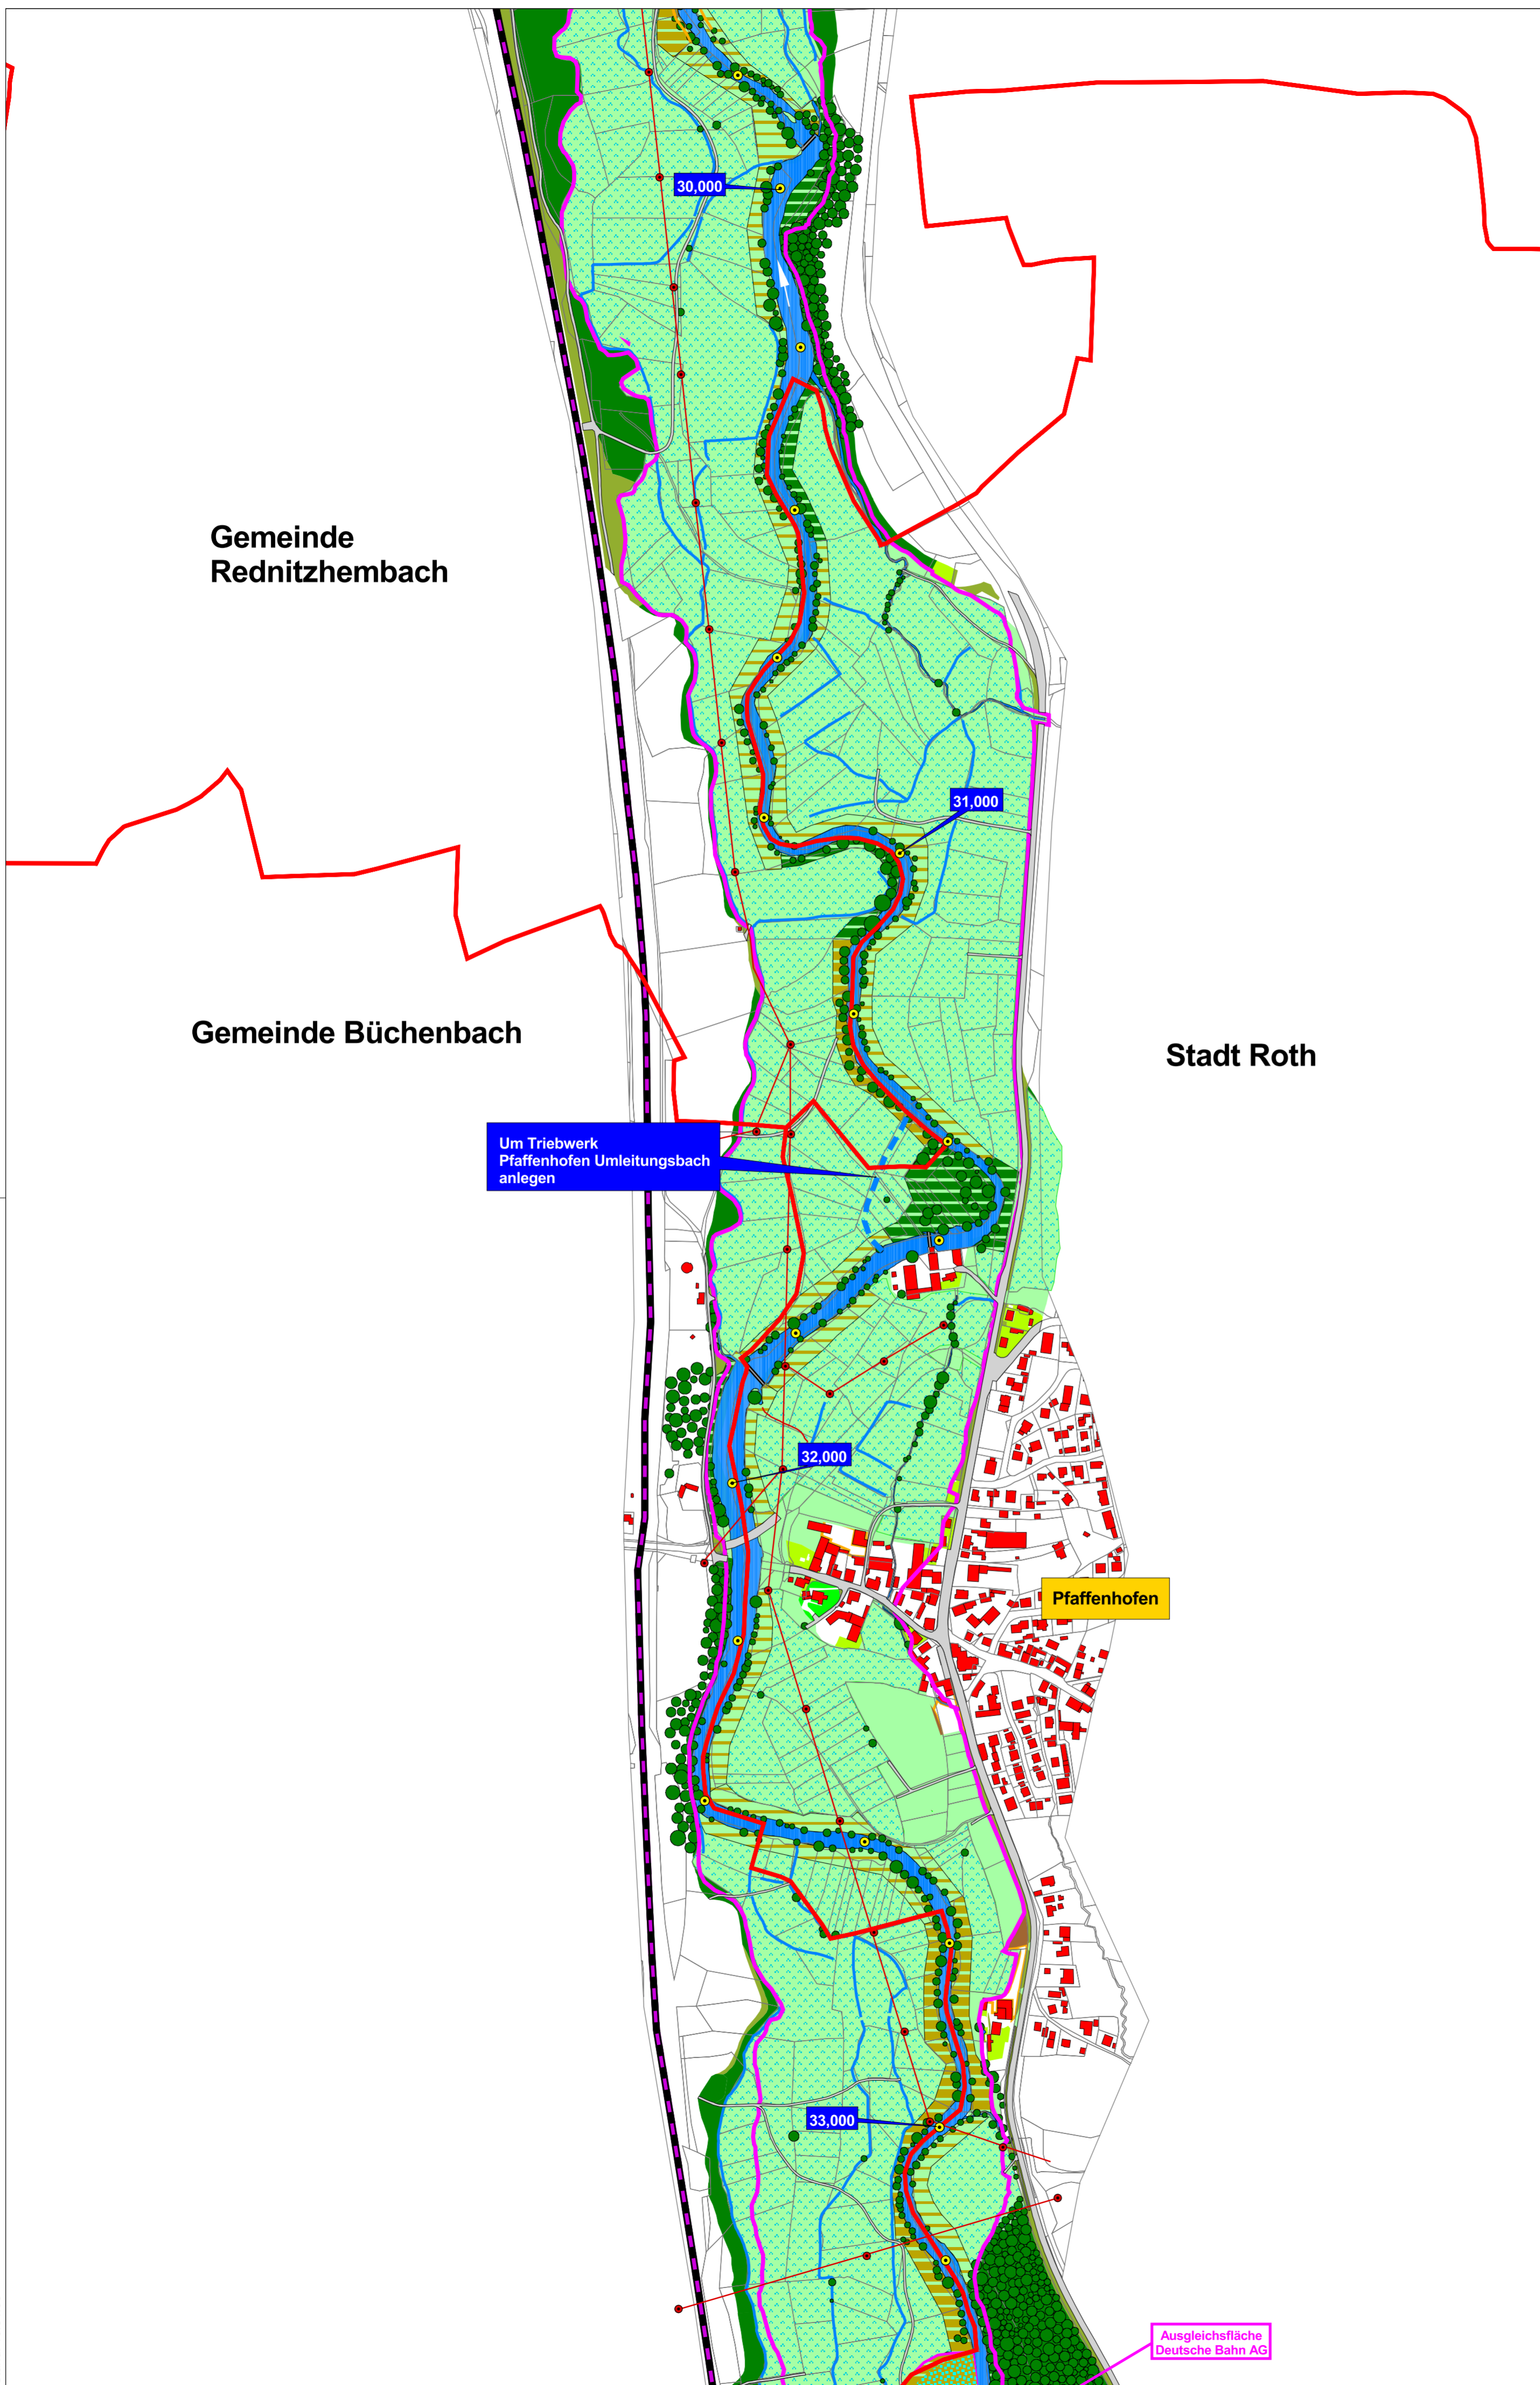 30,000
Gemeinde
Rednitzhembach
31,000
Gemeinde Büchenbach
Stadt Roth
Um Triebwerk
Pfaffenhofen Umleitungsbach
anlegen
32,000
Pfaffenhofen
33,000
Ausgleichsfläche
Deutsche Bahn AG